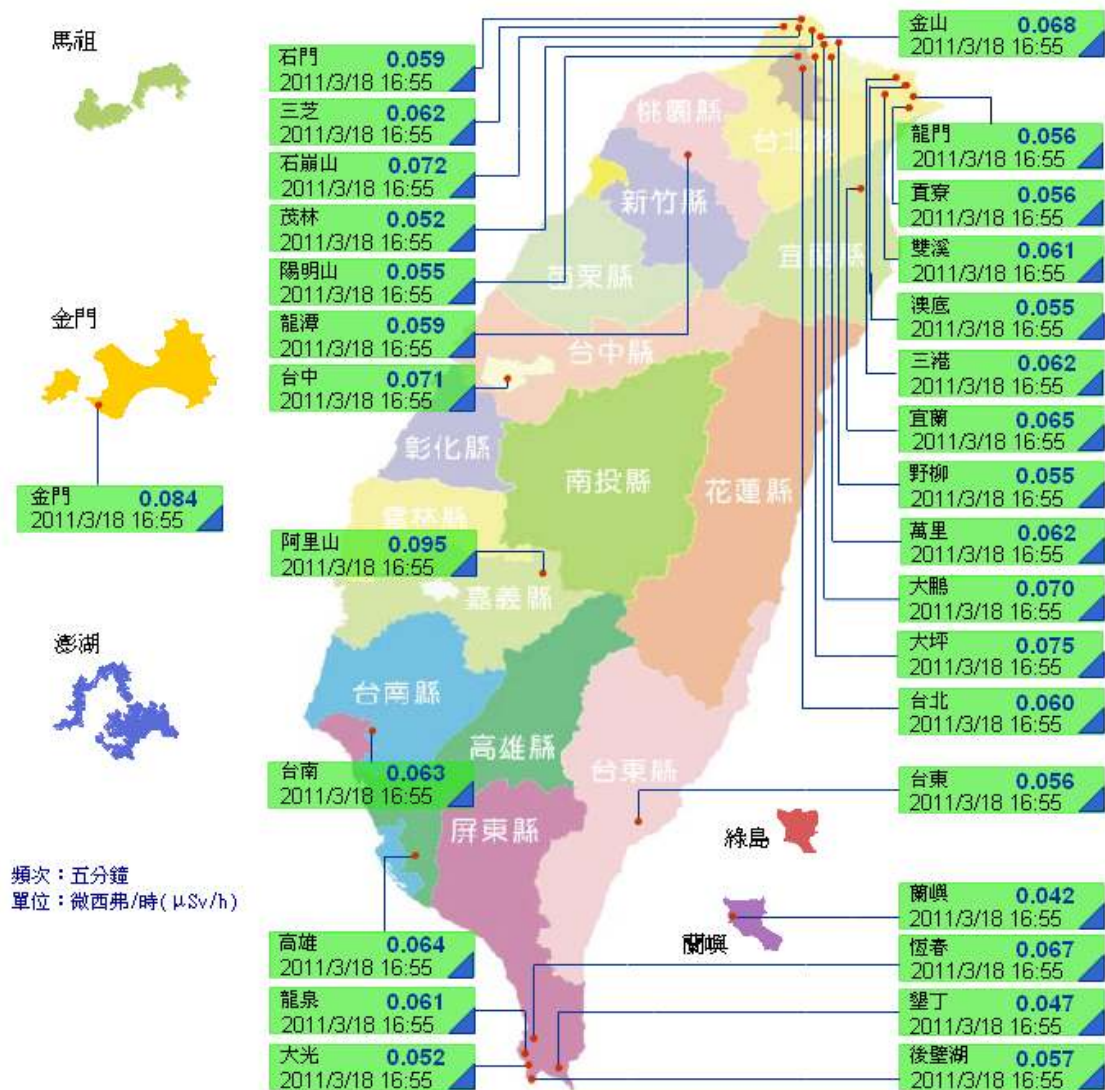 馬祖
石門 0.059
2011/3/18 16:55
三芝 0.062
2011/3/18 16:55
石崩山 0.072
2011/3/18 16:55
茂林 0.052
2011/3/18 16:55
陽明山 0.055
2011/3/18 16:55
龍潭 0.059
2011/3/18 16:55
台中 0.071
2011/3/18 16:55
金門
金門 0.084
2011/3/18 16:55
阿里山 0.095
2011/3/18 16:55
澎湖
台南 0.063
2011/3/18 16:55
頻次：五分鐘
單位：微西弗/時(μSv/h)
高雄 0.064
2011/3/18 16:55
龍泉 0.061
2011/3/18 16:55
大光 0.052
2011/3/18 16:55
桃園縣
台北縣
新竹縣
宜蘭縣
苗栗縣
台中縣
彰化縣
南投縣
花蓮縣
雲林縣
嘉義縣
台南縣
高雄縣
台東縣
屏東縣
綠島
蘭嶼
金山 0.068
2011/3/18 16:55
龍門 0.056
2011/3/18 16:55
貢寮 0.056
2011/3/18 16:55
雙溪 0.061
2011/3/18 16:55
澳底 0.055
2011/3/18 16:55
三港 0.062
2011/3/18 16:55
宜蘭 0.065
2011/3/18 16:55
野柳 0.055
2011/3/18 16:55
萬里 0.062
2011/3/18 16:55
大鵬 0.070
2011/3/18 16:55
大坪 0.075
2011/3/18 16:55
台北 0.060
2011/3/18 16:55
台東 0.056
2011/3/18 16:55
蘭嶼 0.042
2011/3/18 16:55
恆春 0.067
2011/3/18 16:55
墾丁 0.047
2011/3/18 16:55
後壁湖 0.057
2011/3/18 16:55